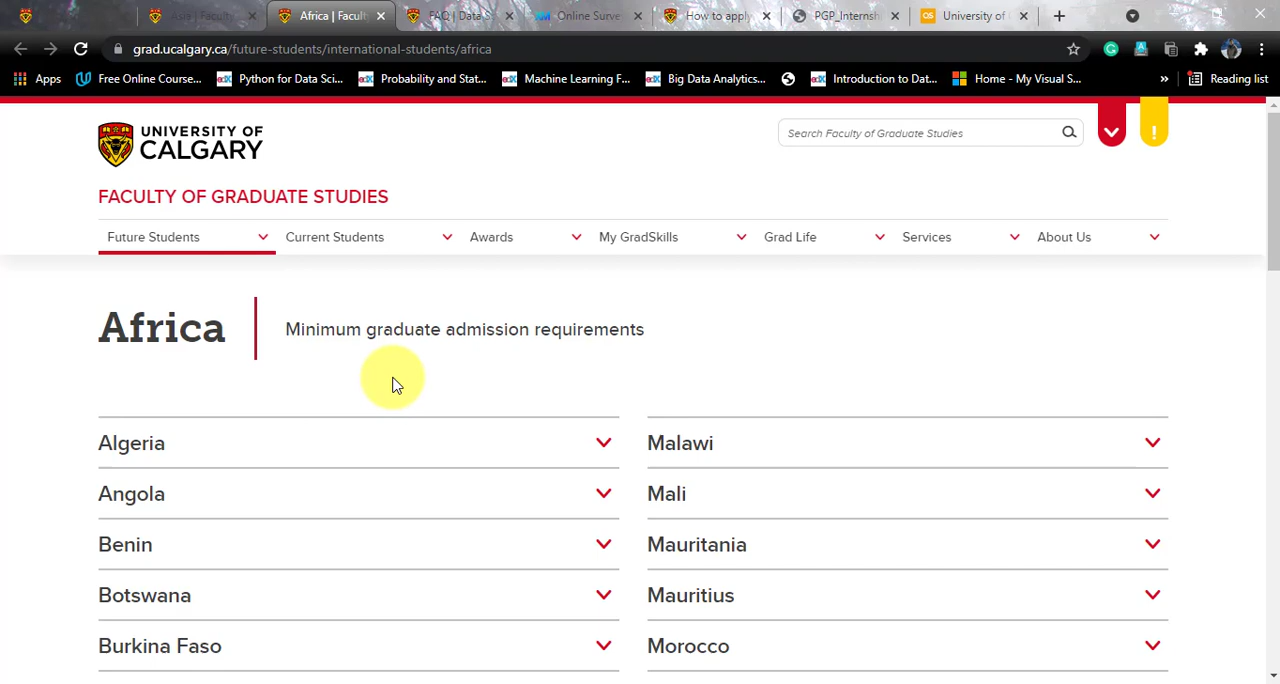 Asia | Faculty
Africa | Facult
FAQ | Data S
Online Surve
How to apply
PGP_Internsh
University of
grad.ucalgary.ca/future-students/international-students/africa
Apps
Free Online Course...
Python for Data Sci...
Probability and Stat...
Machine Learning F...
Big Data Analytics...
Introduction to Dat...
Home - My Visual S...
»
Reading list
UNIVERSITY OF
CALGARY
Search Faculty of Graduate Studies
FACULTY OF GRADUATE STUDIES
Future Students
Current Students
Awards
My GradSkills
Grad Life
Services
About Us
Africa
Minimum graduate admission requirements
Algeria
Malawi
Angola
Mali
Benin
Mauritania
Botswana
Mauritius
Burkina Faso
Morocco